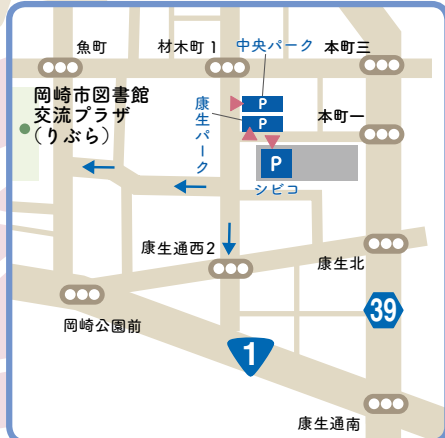 魚町
材木町1
中央パーク
本町三
岡崎市図書館
交流プラザ
(りぶら)
康生パーク
P
P
本町一
P
シビコ
康生通西2
康生北
39
岡崎公園前
1
康生通南